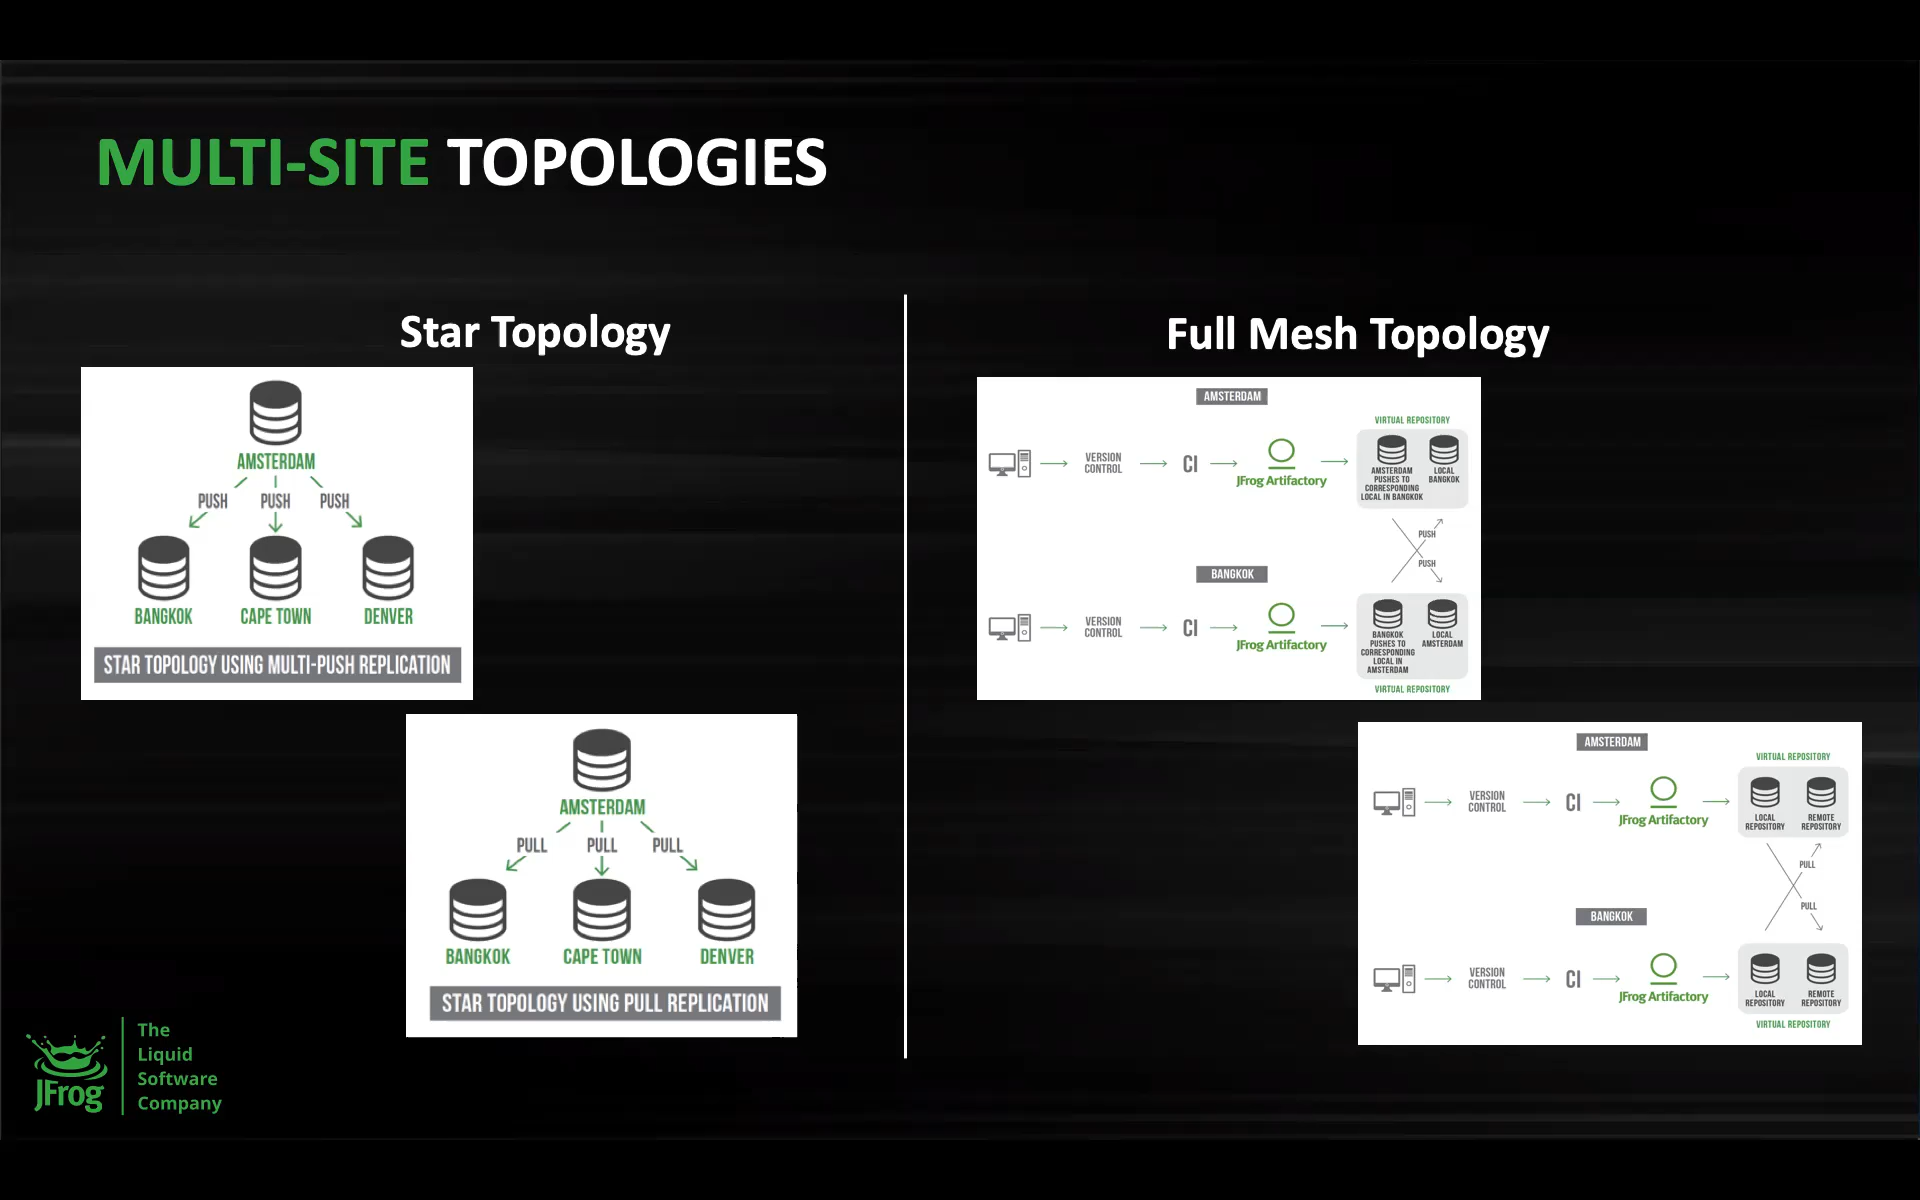 MULTI-SITE TOPOLOGIES
Star Topology
AMSTERDAM
PUSH PUSH PUSH
BANGKOK CAPE TOWN DENVER
STAR TOPOLOGY USING MULTI-PUSH REPLICATION
AMSTERDAM
PULL PULL PULL
BANGKOK CAPE TOWN DENVER
STAR TOPOLOGY USING PULL REPLICATION
Full Mesh Topology
AMSTERDAM
VIRTUAL REPOSITORY
VERSION
CONTROL
CI
JFrog Artifactory
AMSTERDAM
PUSHES TO
CORRESPONDING
LOCAL IN BANGKOK
LOCAL
BANGKOK
PUSH
PUSH
BANGKOK
VERSION
CONTROL
CI
JFrog Artifactory
BANGKOK
PUSHES TO
CORRESPONDING
LOCAL IN
AMSTERDAM
LOCAL
AMSTERDAM
VIRTUAL REPOSITORY
AMSTERDAM
VIRTUAL REPOSITORY
VERSION
CONTROL
CI
JFrog Artifactory
LOCAL
REPOSITORY
REMOTE
REPOSITORY
PULL
PULL
BANGKOK
VERSION
CONTROL
CI
JFrog Artifactory
LOCAL
REPOSITORY
REMOTE
REPOSITORY
VIRTUAL REPOSITORY
JFrog
The
Liquid
Software
Company